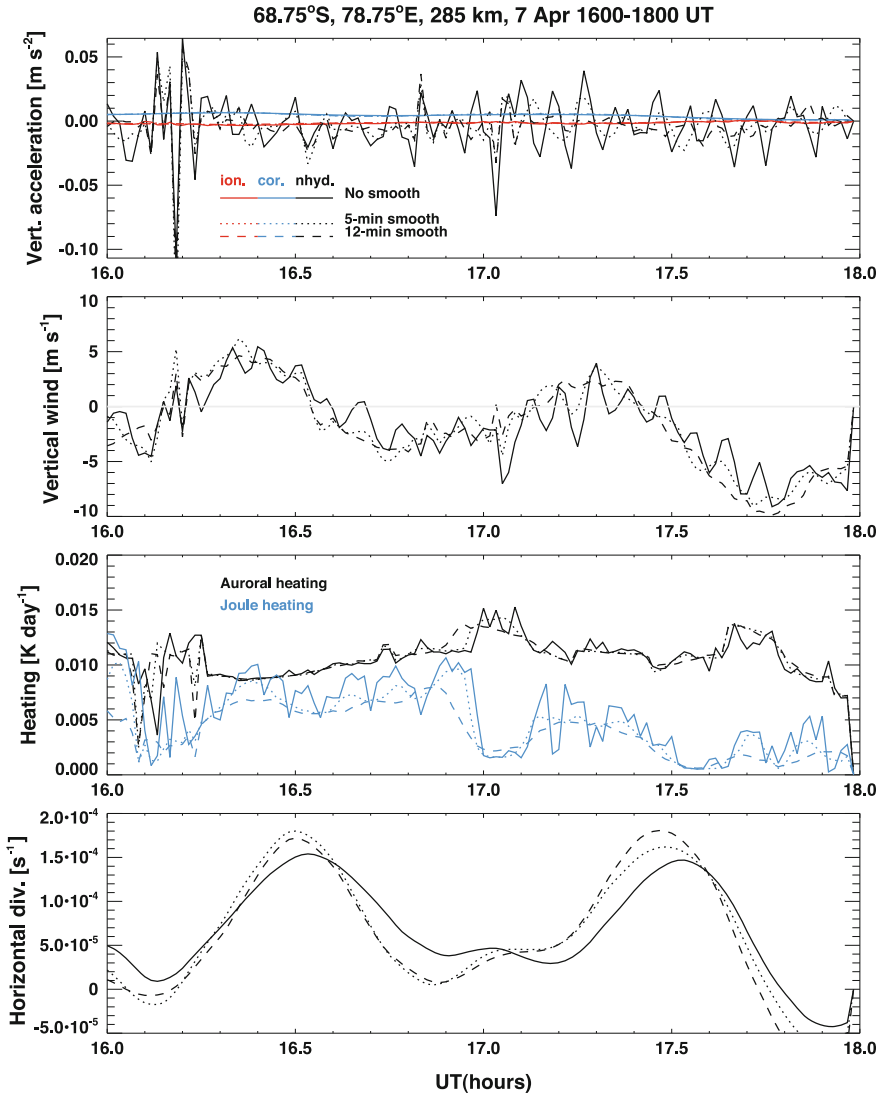 68.75°S, 78.75°E, 285 km, 7 Apr 1600-1800 UT
Vert. acceleration [m s⁻²]
0.05
0.00
-0.05
-0.10
ion. cor. nhyd.
No smooth
5-min smooth
12-min smooth
16.0 16.5 17.0 17.5 18.0
Vertical wind [m s⁻¹]
10
5
0
-5
-10
16.0 16.5 17.0 17.5 18.0
Heating [K day⁻¹]
0.020
0.015
0.010
0.005
0.000
Auroral heating
Joule heating
16.0 16.5 17.0 17.5 18.0
Horizontal div. [s⁻¹]
2.0·10⁻⁴
1.5·10⁻⁴
1.0·10⁻⁴
5.0·10⁻⁵
0
-5.0·10⁻⁵
16.0 16.5 17.0 17.5 18.0
UT(hours)